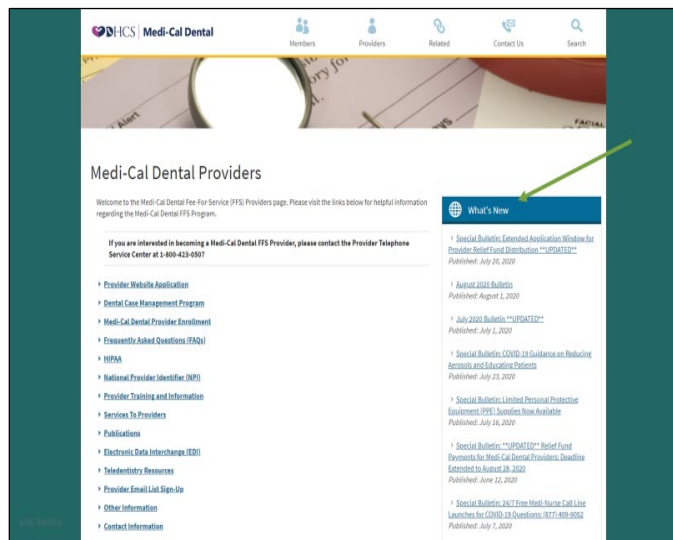 DHCS Medi-Cal Dental
Members
Providers
Related
Contact Us
Search
Alert
FACIAL
Medi-Cal Dental Providers
Welcome to the Medi-Cal Dental Fee-For-Service (FFS) Providers page. Please visit the links below for helpful information
regarding the Medi-Cal Dental FFS Program.
If you are interested in becoming a Medi-Cal Dental FFS Provider, please contact the Provider Telephone
Service Center at 1-800-423-0507
Provider Website Application
Dental Case Management Program
Medi-Cal Dental Provider Enrollment
Frequently Asked Questions (FAQs)
HIPAA
National Provider Identifier (NPI)
Provider Training and Information
Services To Providers
Publications
Electronic Data Interchange (EDI)
Teledentistry Resources
Provider Email List Sign-Up
Other Information
Contact Information
What's New
Special Bulletin: Extended Application Window for
Provider Relief Fund Distribution **UPDATED**
Published: July 20, 2020
August 2020 Bulletin
Published: August 1, 2020
July 2020 Bulletin **UPDATED**
Published: July 1, 2020
Special Bulletin: COVID-19 Guidance on Reducing
Aerosols and Educating Patients
Published: July 23, 2020
Special Bulletin: Limited Personal Protective
Equipment (PPE) Supplies Now Available
Published: July 16, 2020
Special Bulletin: **UPDATED** Relief Fund
Payments for Medi-Cal Dental Providers: Deadline
Extended to August 28, 2020
Published: June 12, 2020
Special Bulletin: 24/7 Free Medi-Nurse Call Line
Launches for COVID-19 Questions: (877) 409-9052
Published: July 7, 2020